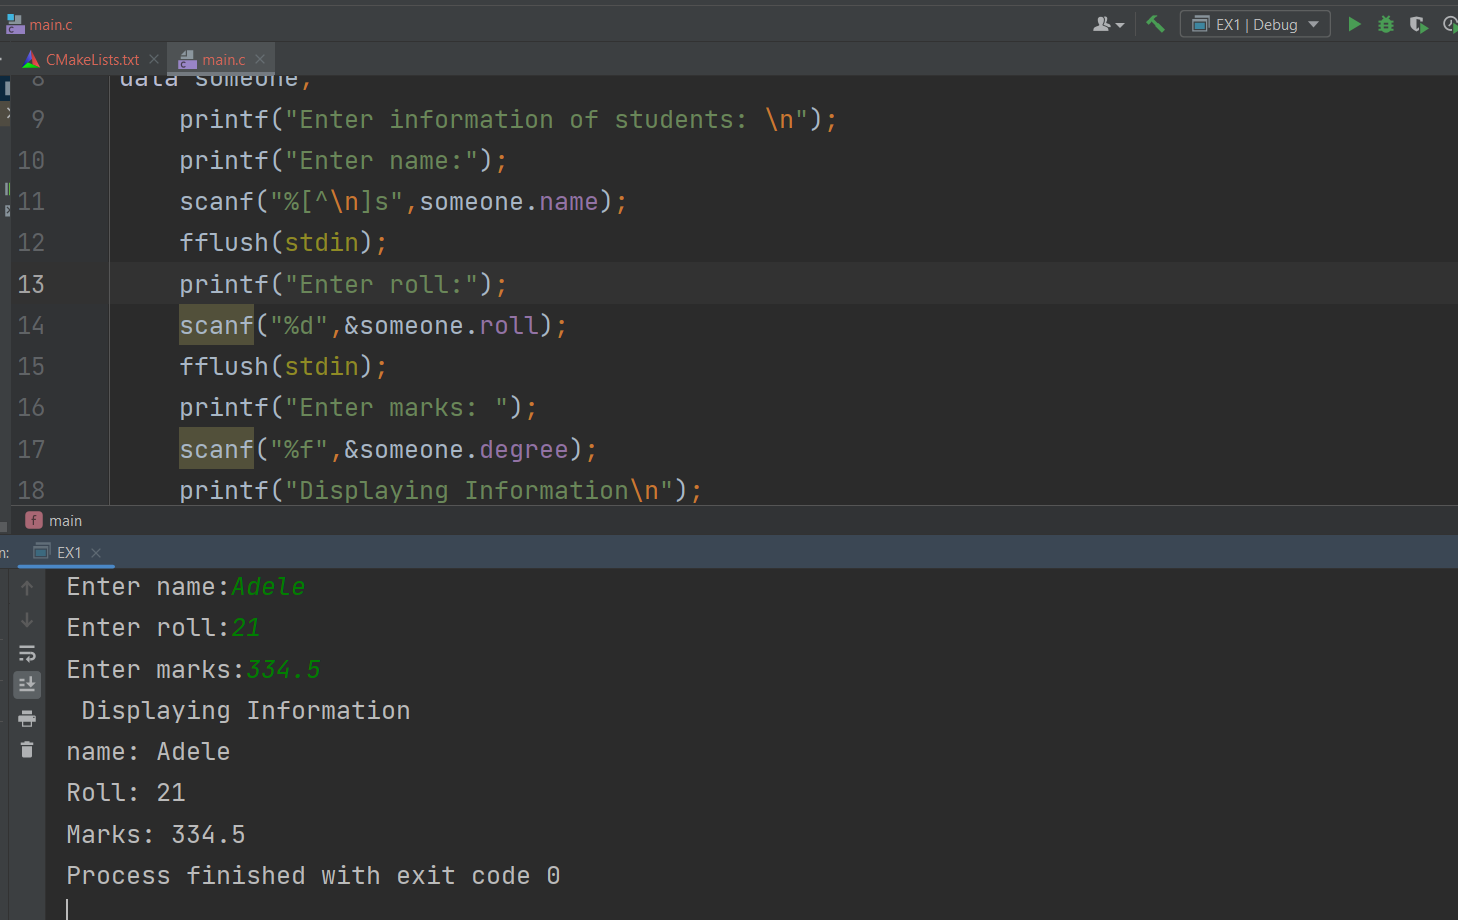 main.c
EX1 | Debug
CMakeLists.txt
main.c
8 data someone;
9 printf("Enter information of students: \n");
10 printf("Enter name:");
11 scanf("%[^\n]s",someone.name);
12 fflush(stdin);
13 printf("Enter roll:");
14 scanf("%d",&someone.roll);
15 fflush(stdin);
16 printf("Enter marks: ");
17 scanf("%f",&someone.degree);
18 printf("Displaying Information\n");
f main
n: EX1
Enter name:Adele
Enter roll:21
Enter marks:334.5
Displaying Information
name: Adele
Roll: 21
Marks: 334.5
Process finished with exit code 0